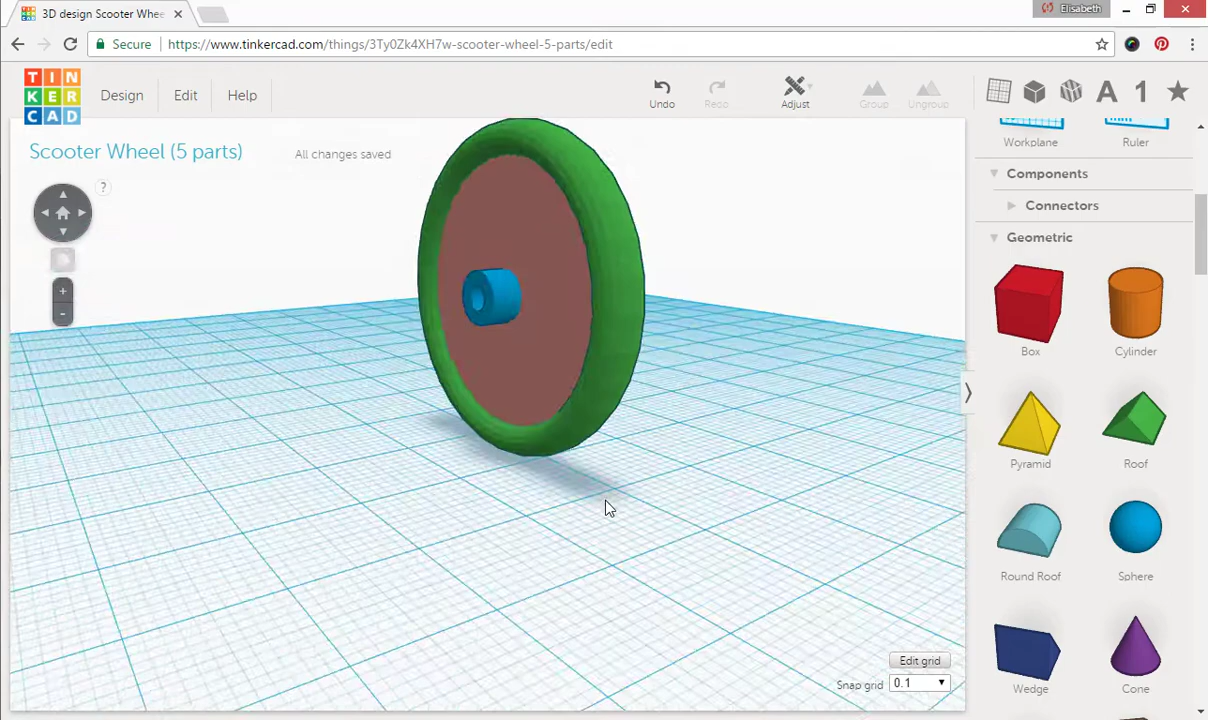 3D design Scooter Whee
Elisabeth
Secure
https://www.tinkercad.com/things/3Ty0Zk4XH7w-scooter-wheel-5-parts/edit
TIN
KER
CAD
Design
Edit
Help
Undo
Redo
Adjust
Group
Ungroup
A
1
Scooter Wheel (5 parts)
All changes saved
?
Workplane
Ruler
Components
Connectors
Geometric
Box
Cylinder
Pyramid
Roof
Round Roof
Sphere
Wedge
Cone
Edit grid
Snap grid 0.1